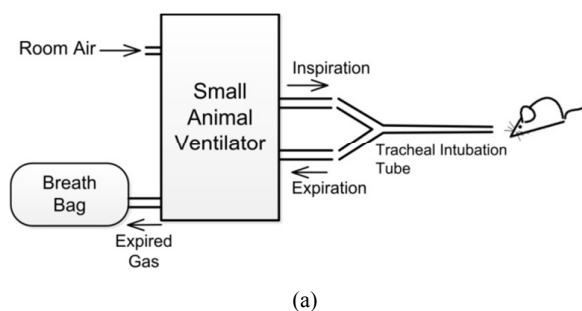 Room Air
Small
Animal
Ventilator
Inspiration
Expiration
Tracheal Intubation
Tube
Breath
Bag
Expired
Gas
(a)